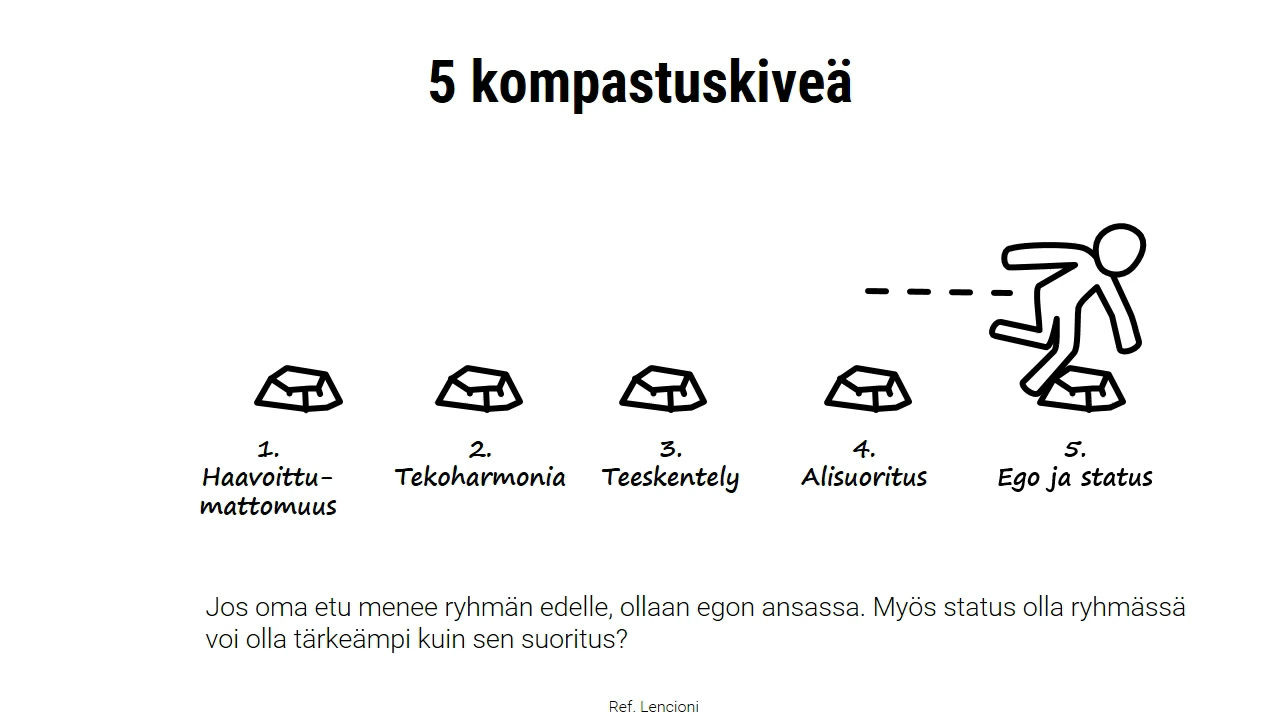 5 kompastuskiveä
1.
Haavoittu-
mattomuus
2.
Tekoharmonia
3.
Teeskentely
4.
Alisuoritus
5.
Ego ja status
Jos oma etu menee ryhmän edelle, ollaan egon ansassa. Myös status olla ryhmässä
voi olla tärkeämpi kuin sen suoritus?
Ref. Lencioni